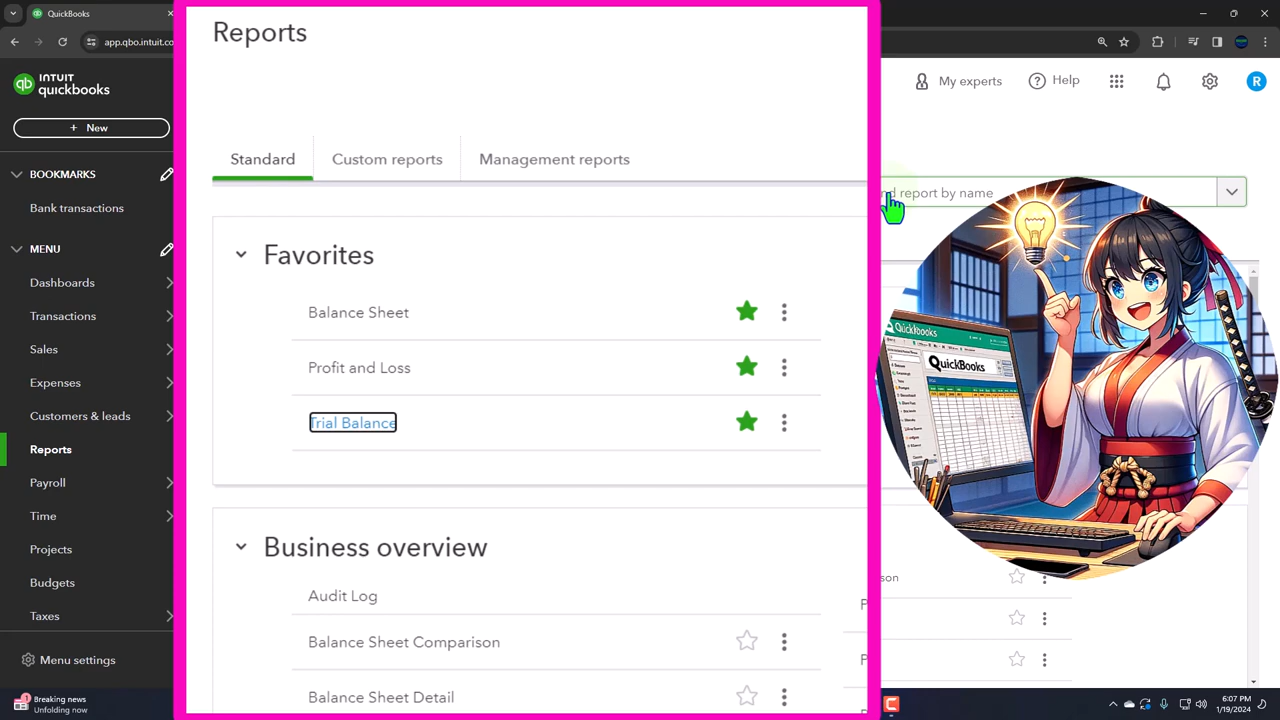 app.qbo.intuit.co
INTUIT
quickbooks
+ New
BOOKMARKS
Bank transactions
MENU
Dashboards
Transactions
Sales
Expenses
Customers & leads
Reports
Payroll
Time
Projects
Budgets
Taxes
Menu settings
Reports
Standard
Custom reports
Management reports
Favorites
Balance Sheet
Profit and Loss
Trial Balance
Business overview
Audit Log
Balance Sheet Comparison
Balance Sheet Detail
My experts
Help
R
d report by name
QuickBooks
QuickBooks
son
P
P
Breaking news
Unfolding now
6:07 PM